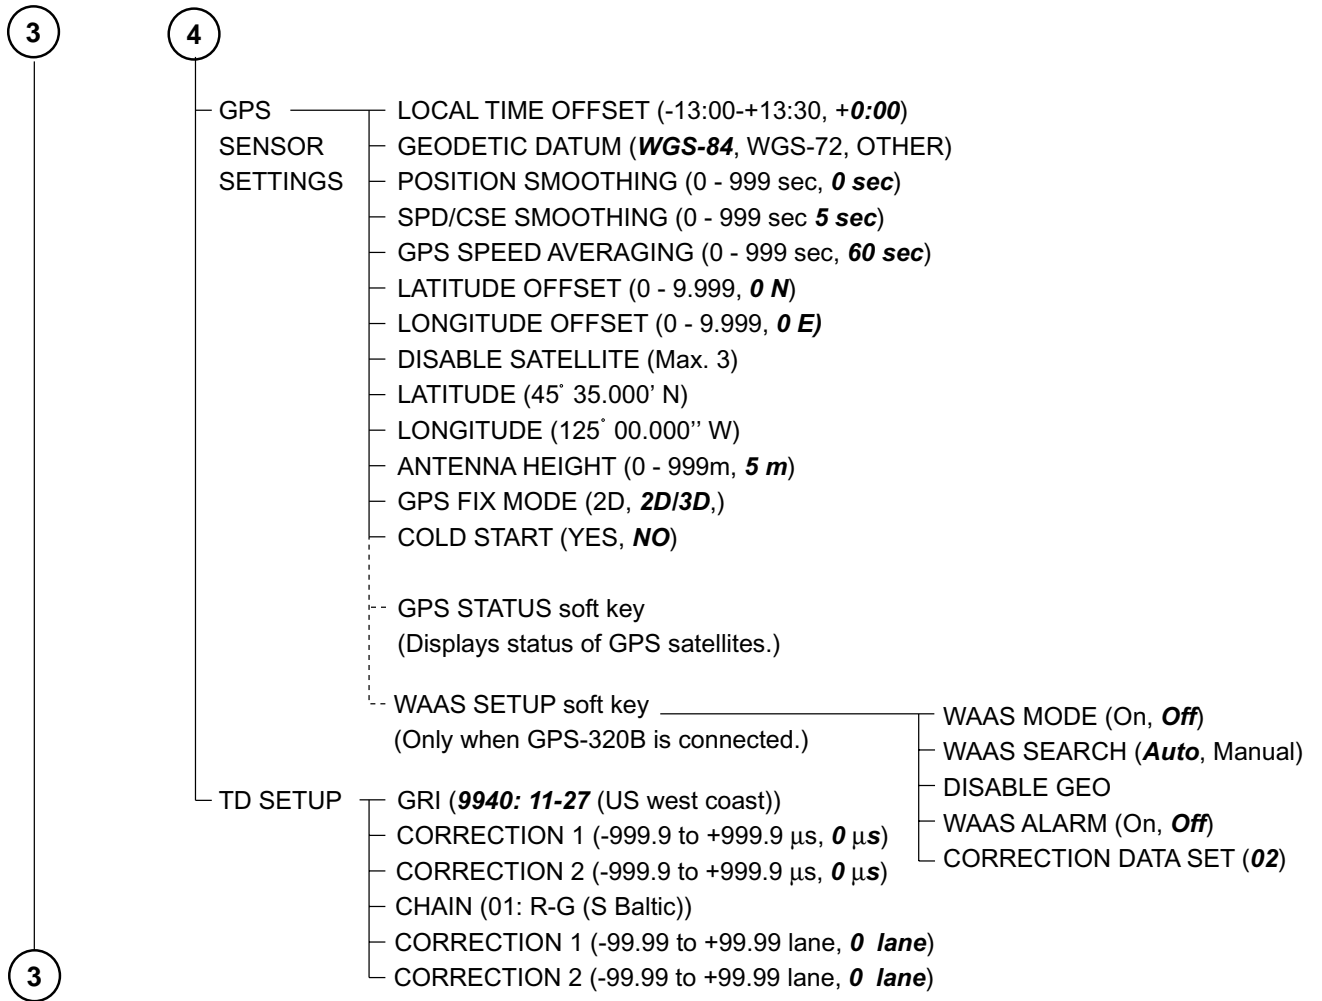 3
4
GPS
SENSOR
SETTINGS
LOCAL TIME OFFSET (-13:00-+13:30, +0:00)
GEODETIC DATUM (WGS-84, WGS-72, OTHER)
POSITION SMOOTHING (0 - 999 sec, 0 sec)
SPD/CSE SMOOTHING (0 - 999 sec 5 sec)
GPS SPEED AVERAGING (0 - 999 sec, 60 sec)
LATITUDE OFFSET (0 - 9.999, 0 N)
LONGITUDE OFFSET (0 - 9.999, 0 E)
DISABLE SATELLITE (Max. 3)
LATITUDE (45˚ 35.000’ N)
LONGITUDE (125˚ 00.000’’ W)
ANTENNA HEIGHT (0 - 999m, 5 m)
GPS FIX MODE (2D, 2D/3D,)
COLD START (YES, NO)
GPS STATUS soft key
(Displays status of GPS satellites.)
WAAS SETUP soft key
(Only when GPS-320B is connected.)
WAAS MODE (On, Off)
WAAS SEARCH (Auto, Manual)
DISABLE GEO
WAAS ALARM (On, Off)
CORRECTION DATA SET (02)
TD SETUP
GRI (9940: 11-27 (US west coast))
CORRECTION 1 (-999.9 to +999.9 μs, 0 μs)
CORRECTION 2 (-999.9 to +999.9 μs, 0 μs)
CHAIN (01: R-G (S Baltic))
CORRECTION 1 (-99.99 to +99.99 lane, 0 lane)
CORRECTION 2 (-99.99 to +99.99 lane, 0 lane)
3